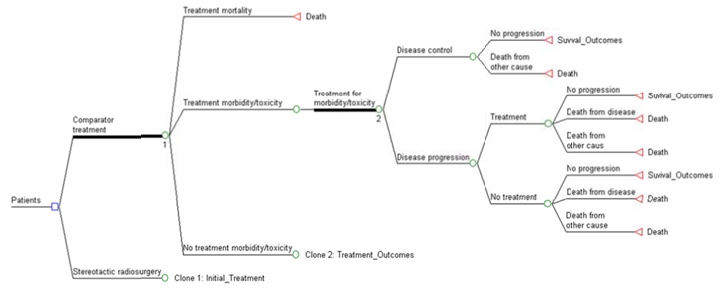 Treatment mortality
Death
No progression
Suvval_Outcomes
Disease control
Death from
other cause
Death
Treatment morbidity/toxicity
Treatment for
morbidity/toxicity
2
No progression
Suvival_Outcomes
Treatment
Death from disease
Death
Death
other caus
Death
Comparator
treatment
1
Disease progression
No progression
Suvival_Outcomes
No treatment
Death from disease
Death
Death from
other cause
Death
Patients
No treatment morbidity/toxicity
Clone 2: Treatment_Outcomes
Stereotactic radiosurgery
Clone 1: Initial_Treatment